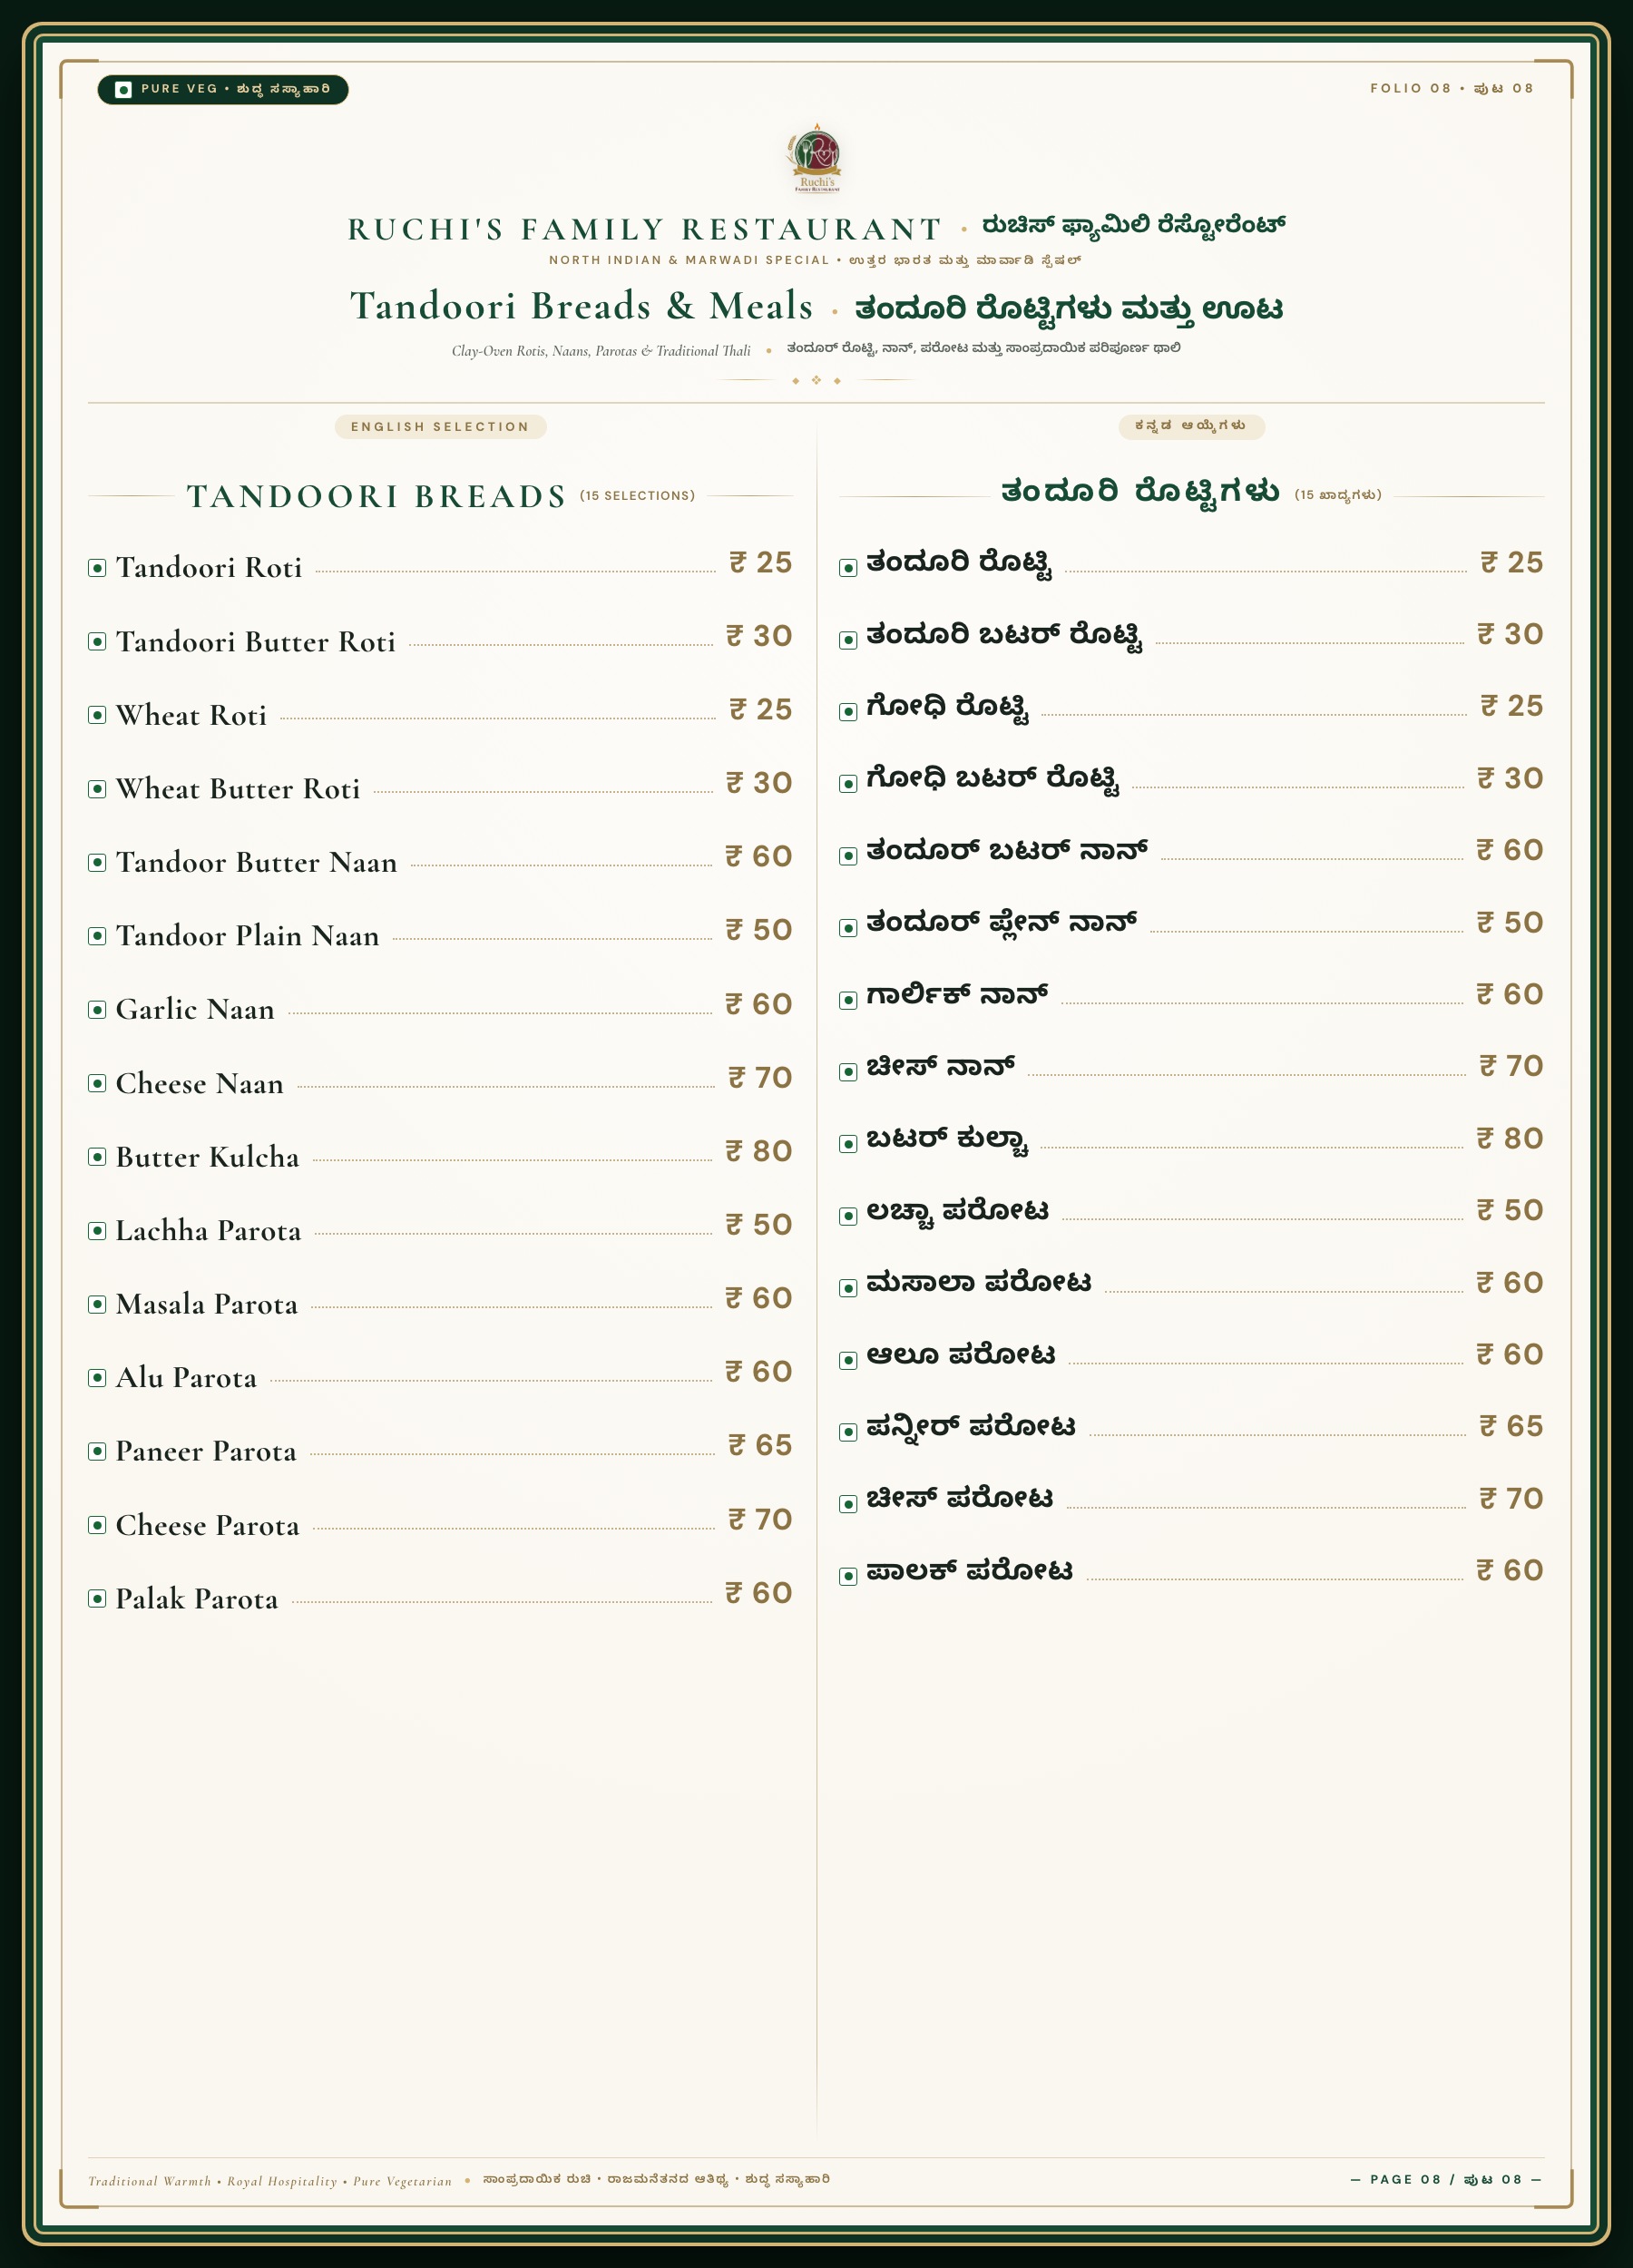 PURE VEG • ಶುದ್ಧ ಸಸ್ಯಾಹಾರಿ
FOLIO 08 • ಪುಟ 08
Ruchi's
FAMILY RESTAURANT
RUCHI'S FAMILY RESTAURANT • ರುಚಿಸ್ ಫ್ಯಾಮಿಲಿ ರೆಸ್ಟೋರೆಂಟ್
NORTH INDIAN & MARWADI SPECIAL • ಉತ್ತರ ಭಾರತ ಮತ್ತು ಮಾರ್ವಾಡಿ ಸ್ಪೆಷಲ್
Tandoori Breads & Meals • ತಂದೂರಿ ರೊಟ್ಟಿಗಳು ಮತ್ತು ಊಟ
Clay-Oven Rotis, Naans, Parotas & Traditional Thali • ತಂದೂರ್ ರೊಟ್ಟಿ, ನಾನ್, ಪರೋಟ ಮತ್ತು ಸಾಂಪ್ರದಾಯಿಕ ಪರಿಪೂರ್ಣ ಥಾಲಿ
ENGLISH SELECTION
TANDOORI BREADS (15 SELECTIONS)
Tandoori Roti ₹ 25
Tandoori Butter Roti ₹ 30
Wheat Roti ₹ 25
Wheat Butter Roti ₹ 30
Tandoor Butter Naan ₹ 60
Tandoor Plain Naan ₹ 50
Garlic Naan ₹ 60
Cheese Naan ₹ 70
Butter Kulcha ₹ 80
Lachha Parota ₹ 50
Masala Parota ₹ 60
Alu Parota ₹ 60
Paneer Parota ₹ 65
Cheese Parota ₹ 70
Palak Parota ₹ 60
ಕನ್ನಡ ಆಯ್ಕೆಗಳು
ತಂದೂರಿ ರೊಟ್ಟಿಗಳು (15 ಖಾದ್ಯಗಳು)
ತಂದೂರಿ ರೊಟ್ಟಿ ₹ 25
ತಂದೂರಿ ಬಟರ್ ರೊಟ್ಟಿ ₹ 30
ಗೋಧಿ ರೊಟ್ಟಿ ₹ 25
ಗೋಧಿ ಬಟರ್ ರೊಟ್ಟಿ ₹ 30
ತಂದೂರ್ ಬಟರ್ ನಾನ್ ₹ 60
ತಂದೂರ್ ಪ್ಲೇನ್ ನಾನ್ ₹ 50
ಗಾರ್ಲಿಕ್ ನಾನ್ ₹ 60
ಚೀಸ್ ನಾನ್ ₹ 70
ಬಟರ್ ಕುಲ್ಚಾ ₹ 80
ಲಚ್ಚಾ ಪರೋಟ ₹ 50
ಮಸಾಲಾ ಪರೋಟ ₹ 60
ಆಲೂ ಪರೋಟ ₹ 60
ಪನ್ನೀರ್ ಪರೋಟ ₹ 65
ಚೀಸ್ ಪರೋಟ ₹ 70
ಪಾಲಕ್ ಪರೋಟ ₹ 60
Traditional Warmth • Royal Hospitality • Pure Vegetarian • ಸಾಂಪ್ರದಾಯಿಕ ರುಚಿ • ರಾಜಮನೆತನದ ಆತಿಥ್ಯ • ಶುದ್ಧ ಸಸ್ಯಾಹಾರಿ
— PAGE 08 / ಪುಟ 08 —